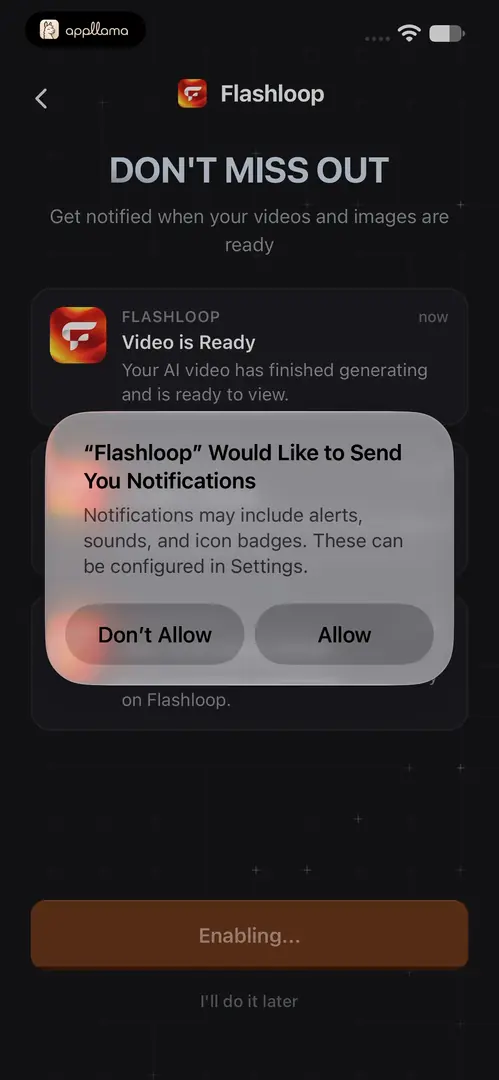 appllama
Flashloop
DON'T MISS OUT
Get notified when your videos and images are
ready
FLASHLOOP
now
Video is Ready
Your AI video has finished generating
and is ready to view.
“Flashloop” Would Like to Send
You Notifications
Notifications may include alerts,
sounds, and icon badges. These can
be configured in Settings.
Don’t Allow
Allow
on Flashloop.
Enabling...
I'll do it later